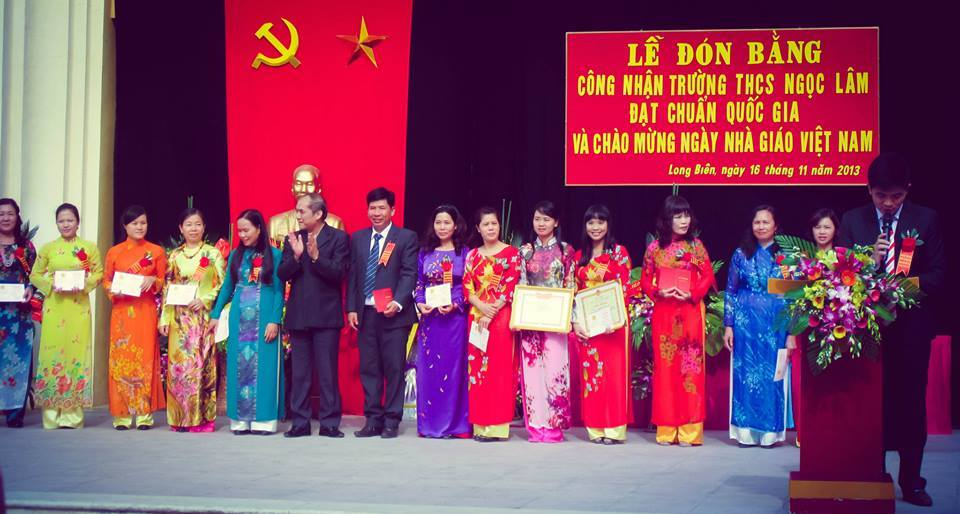 LỄ ĐÓN BẰNG
CÔNG NHẬN TRƯỜNG THCS NGỌC LÂM
ĐẠT CHUẨN QUỐC GIA
VÀ CHÀO MỪNG NGÀY NHÀ GIÁO VIỆT NAM
Long Biên, ngày 16 tháng 11 năm 2013